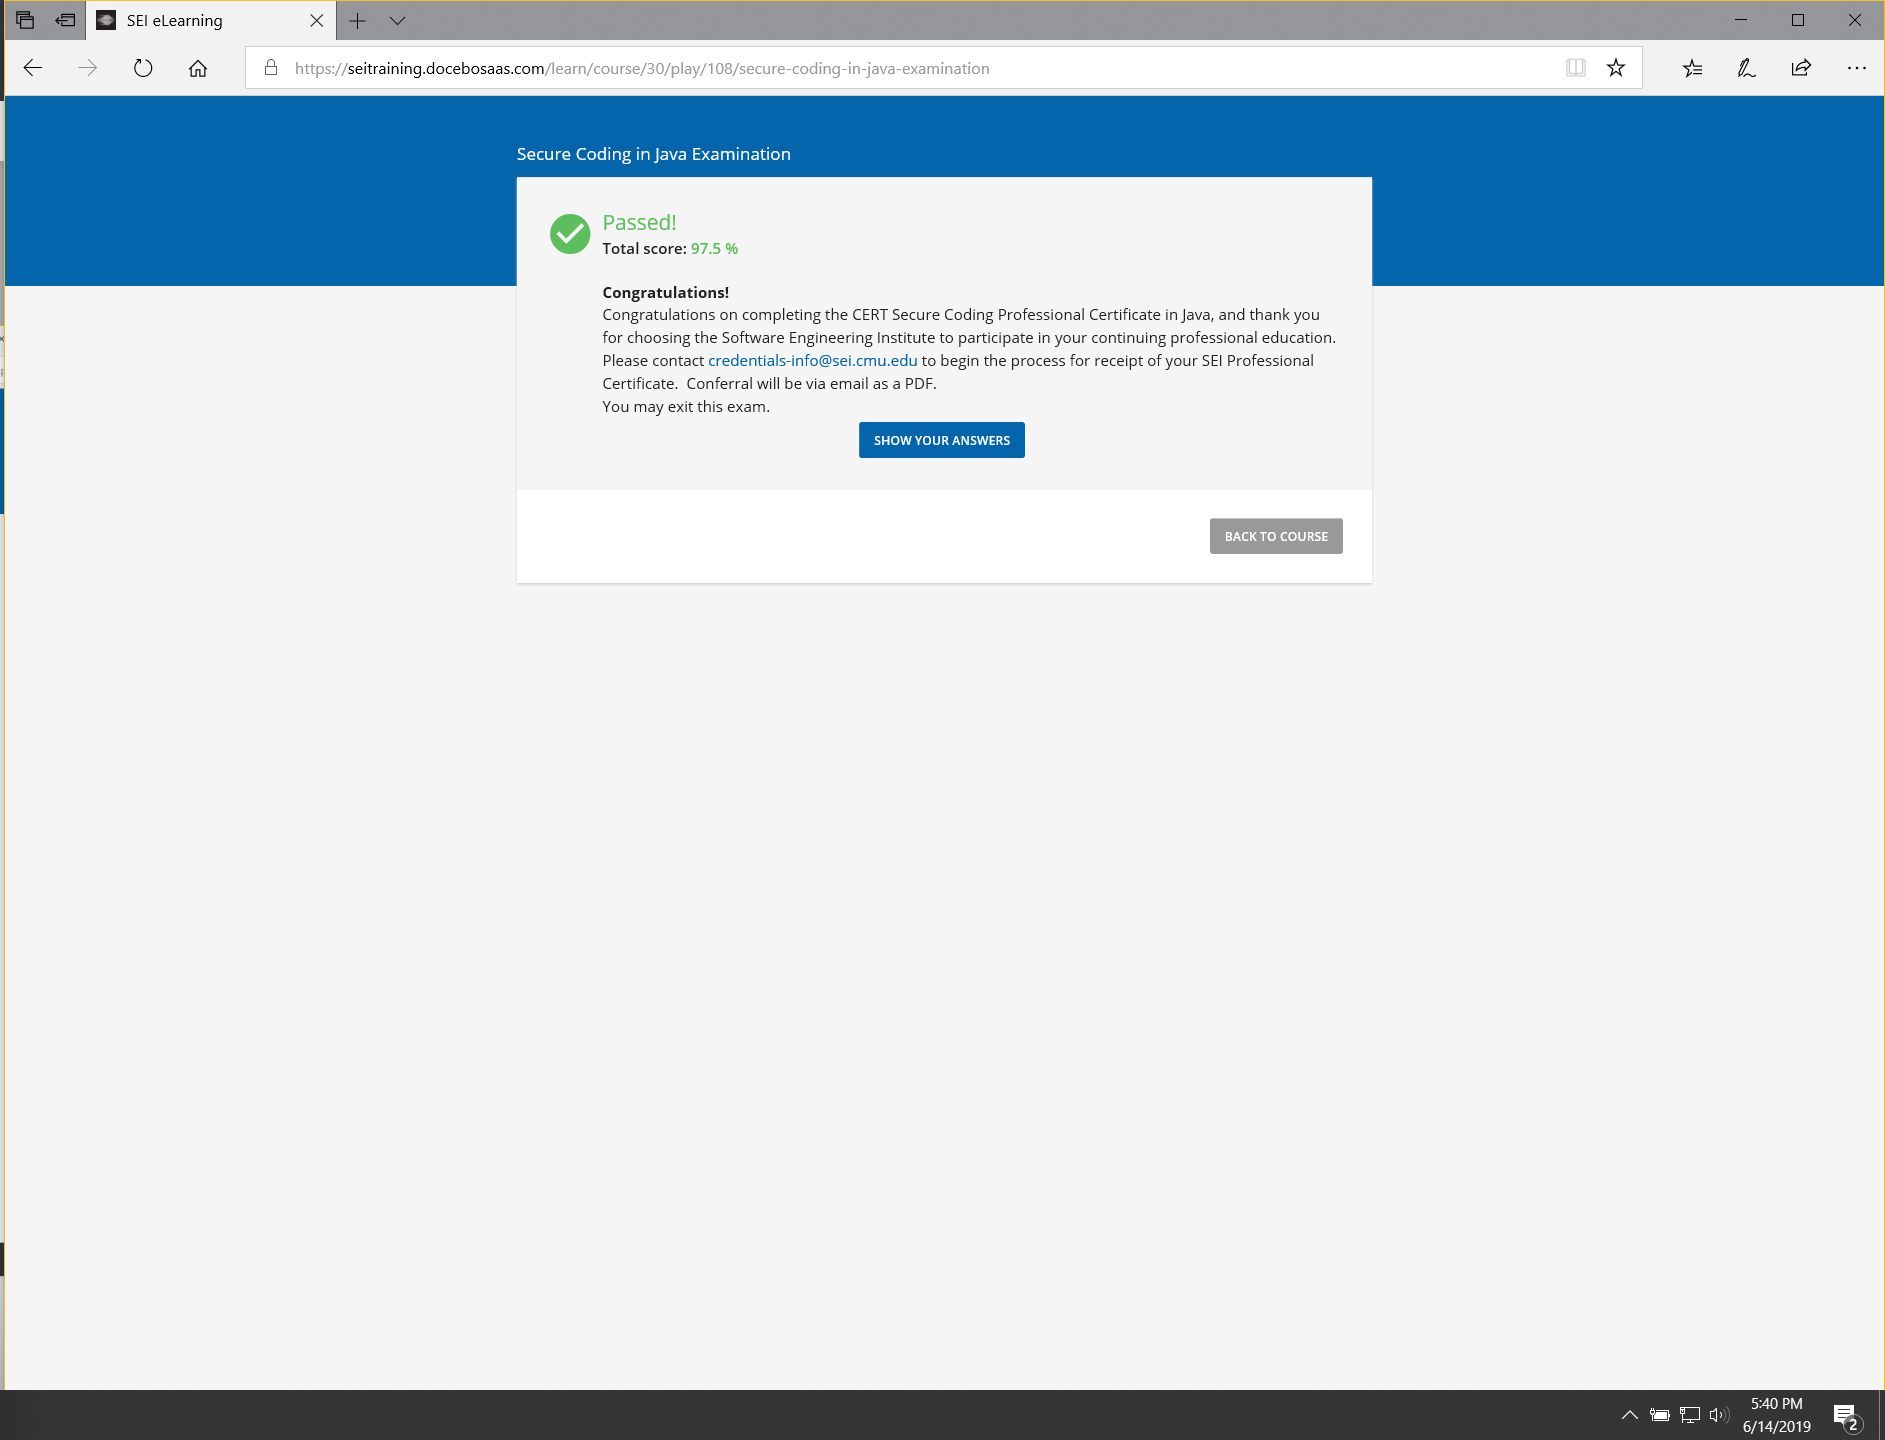 SEI eLearning
https://seitraining.docebosaas.com/learn/course/30/play/108/secure-coding-in-java-examination
Secure Coding in Java Examination
Passed!
Total score: 97.5 %
Congratulations!
Congratulations on completing the CERT Secure Coding Professional Certificate in Java, and thank you
for choosing the Software Engineering Institute to participate in your continuing professional education.
Please contact credentials-info@sei.cmu.edu to begin the process for receipt of your SEI Professional
Certificate.  Conferral will be via email as a PDF.
You may exit this exam.
SHOW YOUR ANSWERS
BACK TO COURSE
5:40 PM
6/14/2019
2